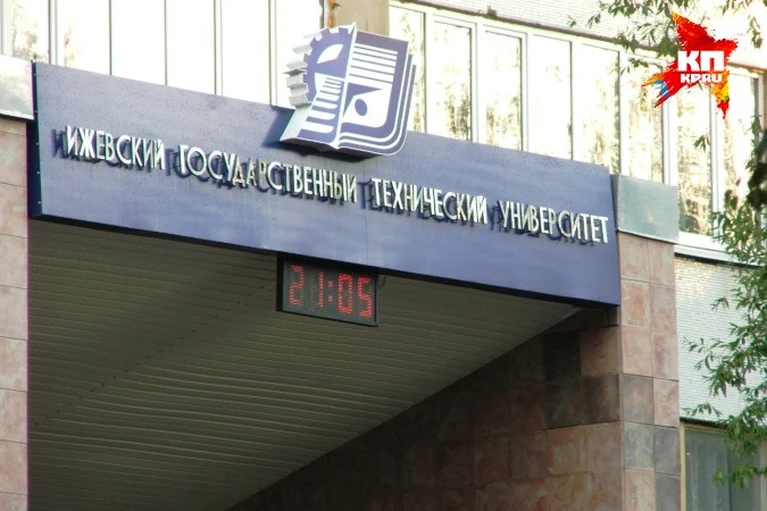 КП
KP.RU
ИЖЕВСКИЙ ГОСУДАРСТВЕННЫЙ ТЕХНИЧЕСКИЙ УНИВЕРСИТЕТ
21:05